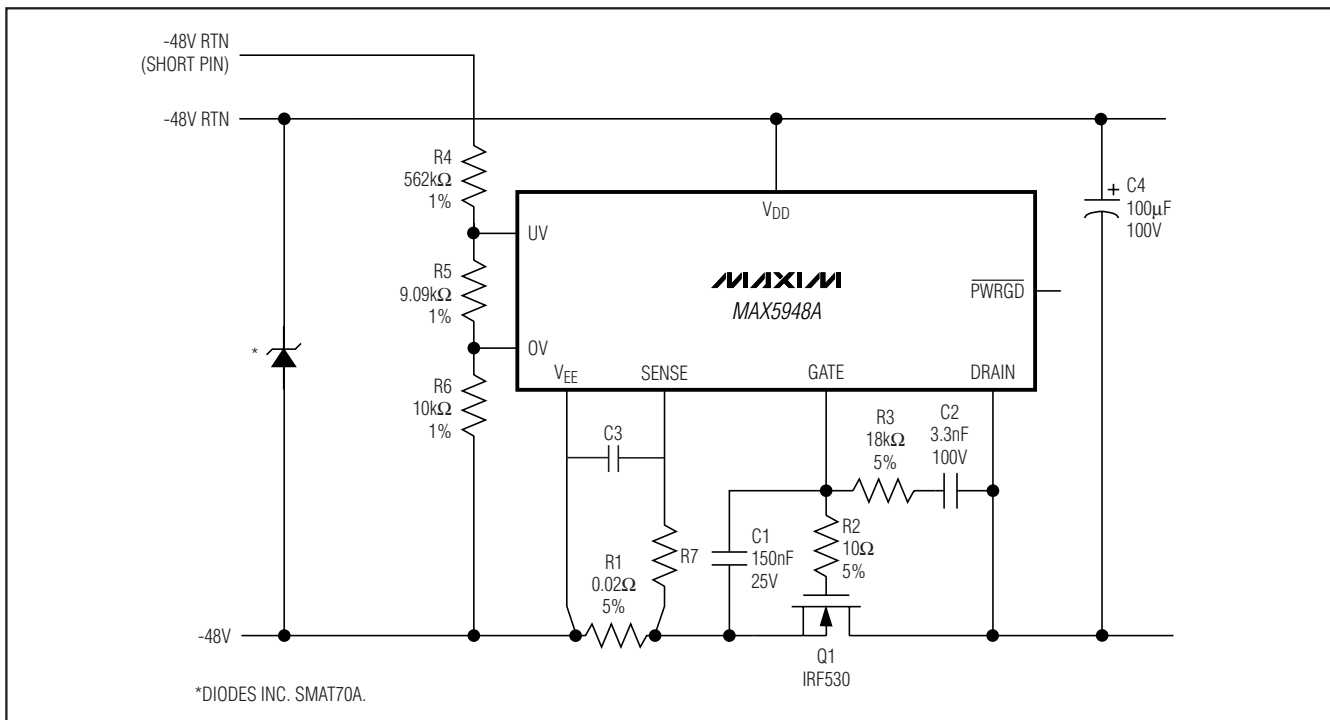 -48V RTN
(SHORT PIN)
-48V RTN
R4
562kΩ
1%
UV
R5
9.09kΩ
1%
OV
R6
10kΩ
1%
VDD
MAXIM
MAX5948A
PWRGD
VEE
SENSE
GATE
DRAIN
C4
100µF
100V
+
*
C3
R7
R1
0.02Ω
5%
C1
150nF
25V
R3
18kΩ
5%
C2
3.3nF
100V
R2
10Ω
5%
-48V
Q1
IRF530
*DIODES INC. SMAT70A.